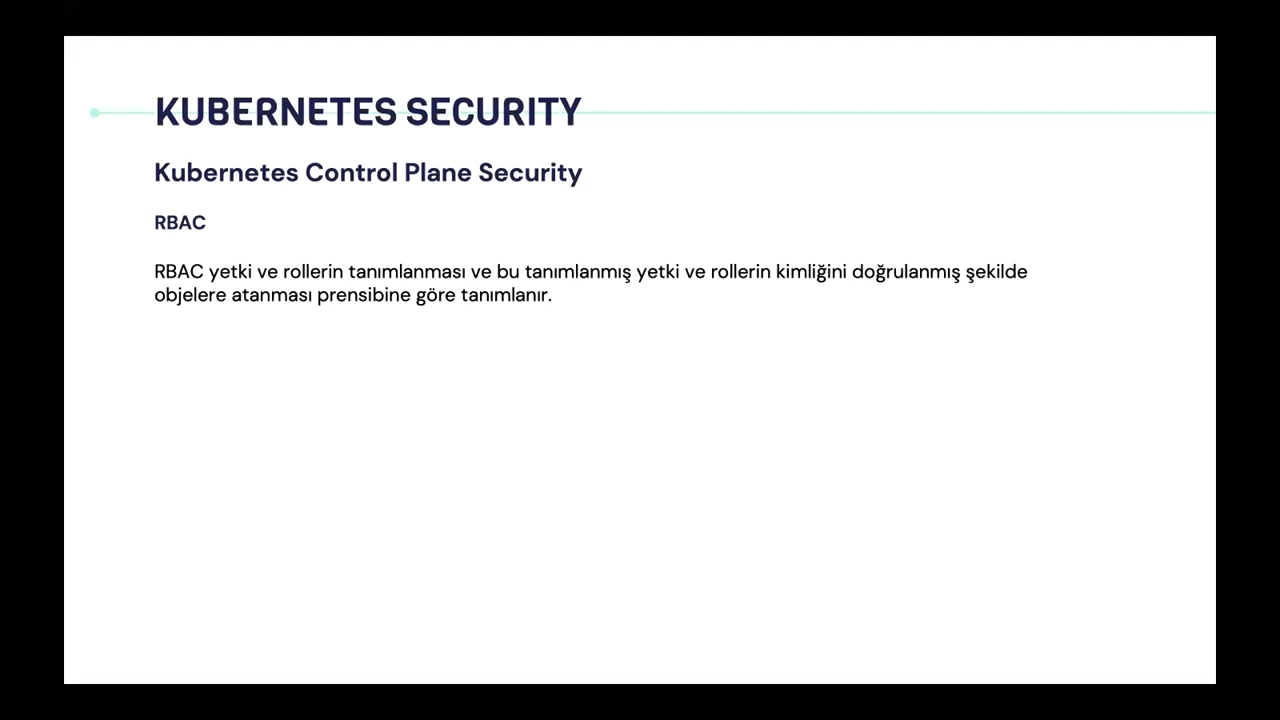 KUBERNETES SECURITY
Kubernetes Control Plane Security
RBAC
RBAC yetki ve rollerin tanımlanması ve bu tanımlanmış yetki ve rollerin kimliğini doğrulanmış şekilde
objelere atanması prensibine göre tanımlanır.